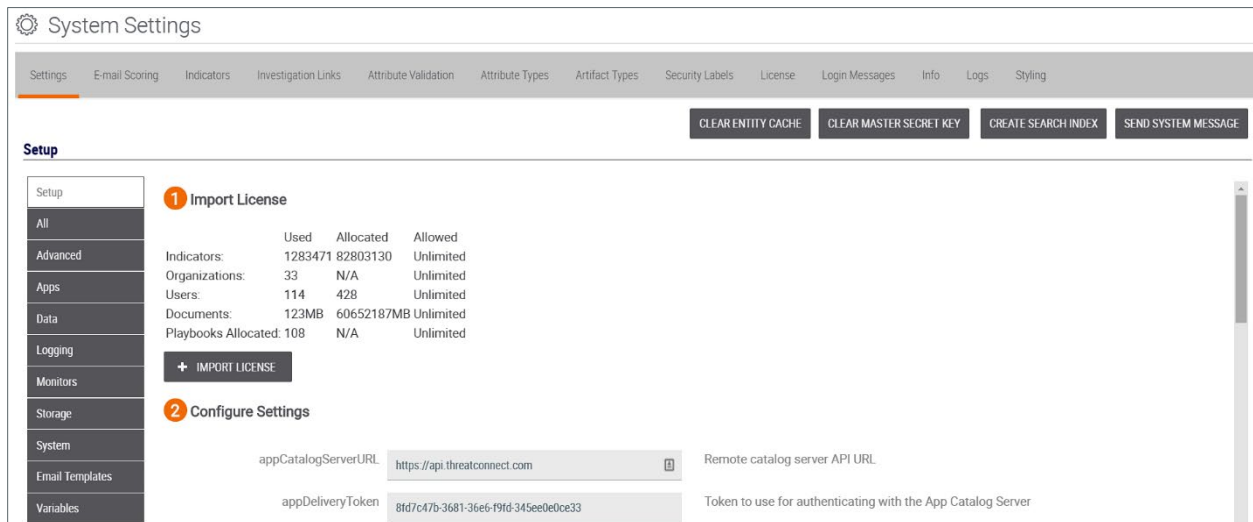 System Settings
Settings E-mail Scoring Indicators Investigation Links Attribute Validation Attribute Types Artifact Types Security Labels License Login Messages Info Logs Styling
CLEAR ENTITY CACHE CLEAR MASTER SECRET KEY CREATE SEARCH INDEX SEND SYSTEM MESSAGE
Setup
Setup
All
Advanced
Apps
Data
Logging
Monitors
Storage
System
Email Templates
Variables
1 Import License
Used Allocated Allowed
Indicators: 1283471 82803130 Unlimited
Organizations: 33 N/A Unlimited
Users: 114 428 Unlimited
Documents: 123MB 60652187MB Unlimited
Playbooks Allocated: 108 N/A Unlimited
+ IMPORT LICENSE
2 Configure Settings
appCatalogServerURL https://api.threatconnect.com Remote catalog server API URL
appDeliveryToken 8fd7c47b-3681-36e6-f9fd-345ee0e0ce33 Token to use for authenticating with the App Catalog Server